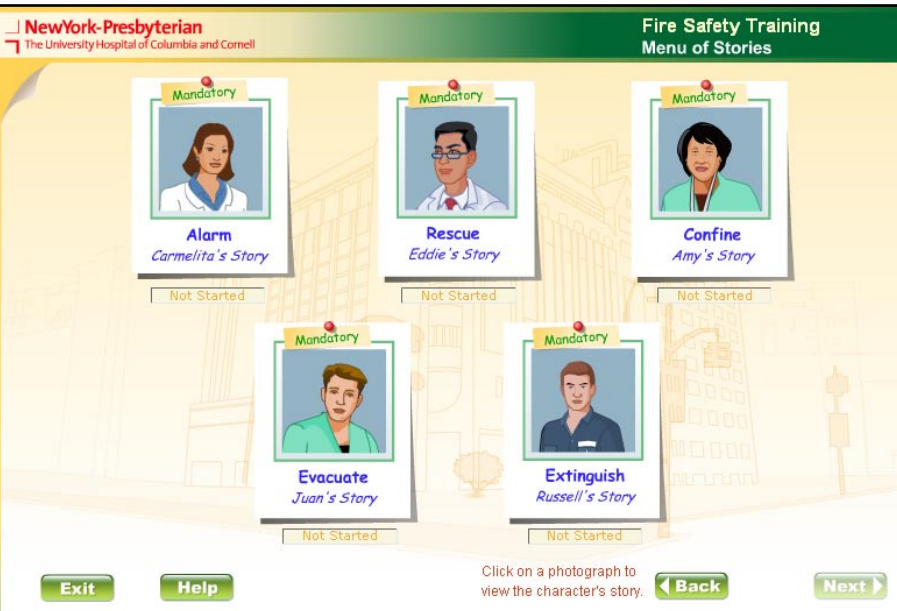 NewYork-Presbyterian
The University Hospital of Columbia and Cornell
Fire Safety Training
Menu of Stories
Mandatory
Alarm
Carmelita's Story
Not Started
Mandatory
Rescue
Eddie's Story
Not Started
Mandatory
Confine
Amy's Story
Not Started
Mandatory
Evacuate
Juan's Story
Not Started
Mandatory
Extinguish
Russell's Story
Not Started
Exit
Help
Click on a photograph to
view the character's story.
Back
Next